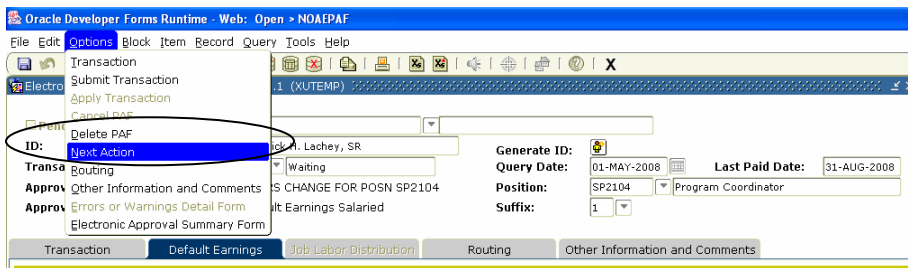 Oracle Developer Forms Runtime - Web: Open > NOAEPAF
File Edit Options Block Item Record Query Tools Help
X
Electro .1 (XUTEMP)
Transaction
Submit Transaction
Apply Transaction
Cancel PAF
Delete PAF
Next Action
Routing
Other Information and Comments
Errors or Warnings Detail Form
Electronic Approval Summary Form
Pend
ID: ick H. Lachey, SR Generate ID:
Transa Waiting Query Date: 01-MAY-2008 Last Paid Date: 31-AUG-2008
Approv RS CHANGE FOR POSN SP2104 Position: SP2104 Program Coordinator
Approv ult Earnings Salaried Suffix: 1
Transaction Default Earnings Job Labor Distribution Routing Other Information and Comments